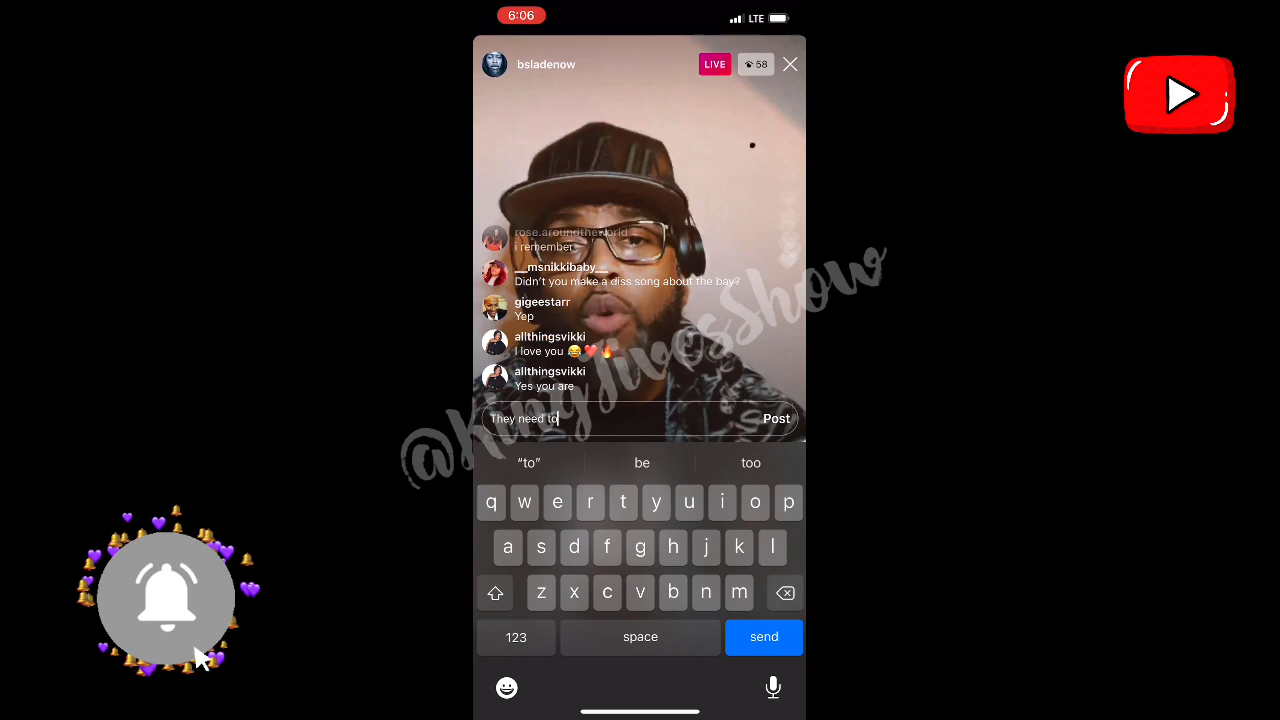 6:06
LTE
bsladenow
LIVE
58
rose.aroundtheworld
i remember
__msnikkibaby__
Didn't you make a diss song about the bay?
gigeestarr
Yep
allthingsvikki
I love you 😂❤️🔥
allthingsvikki
Yes you are
They need to
Post
@KingJivesShow
"to" be too
q w e r t y u i o p
a s d f g h j k l
z x c v b n m
123 space send